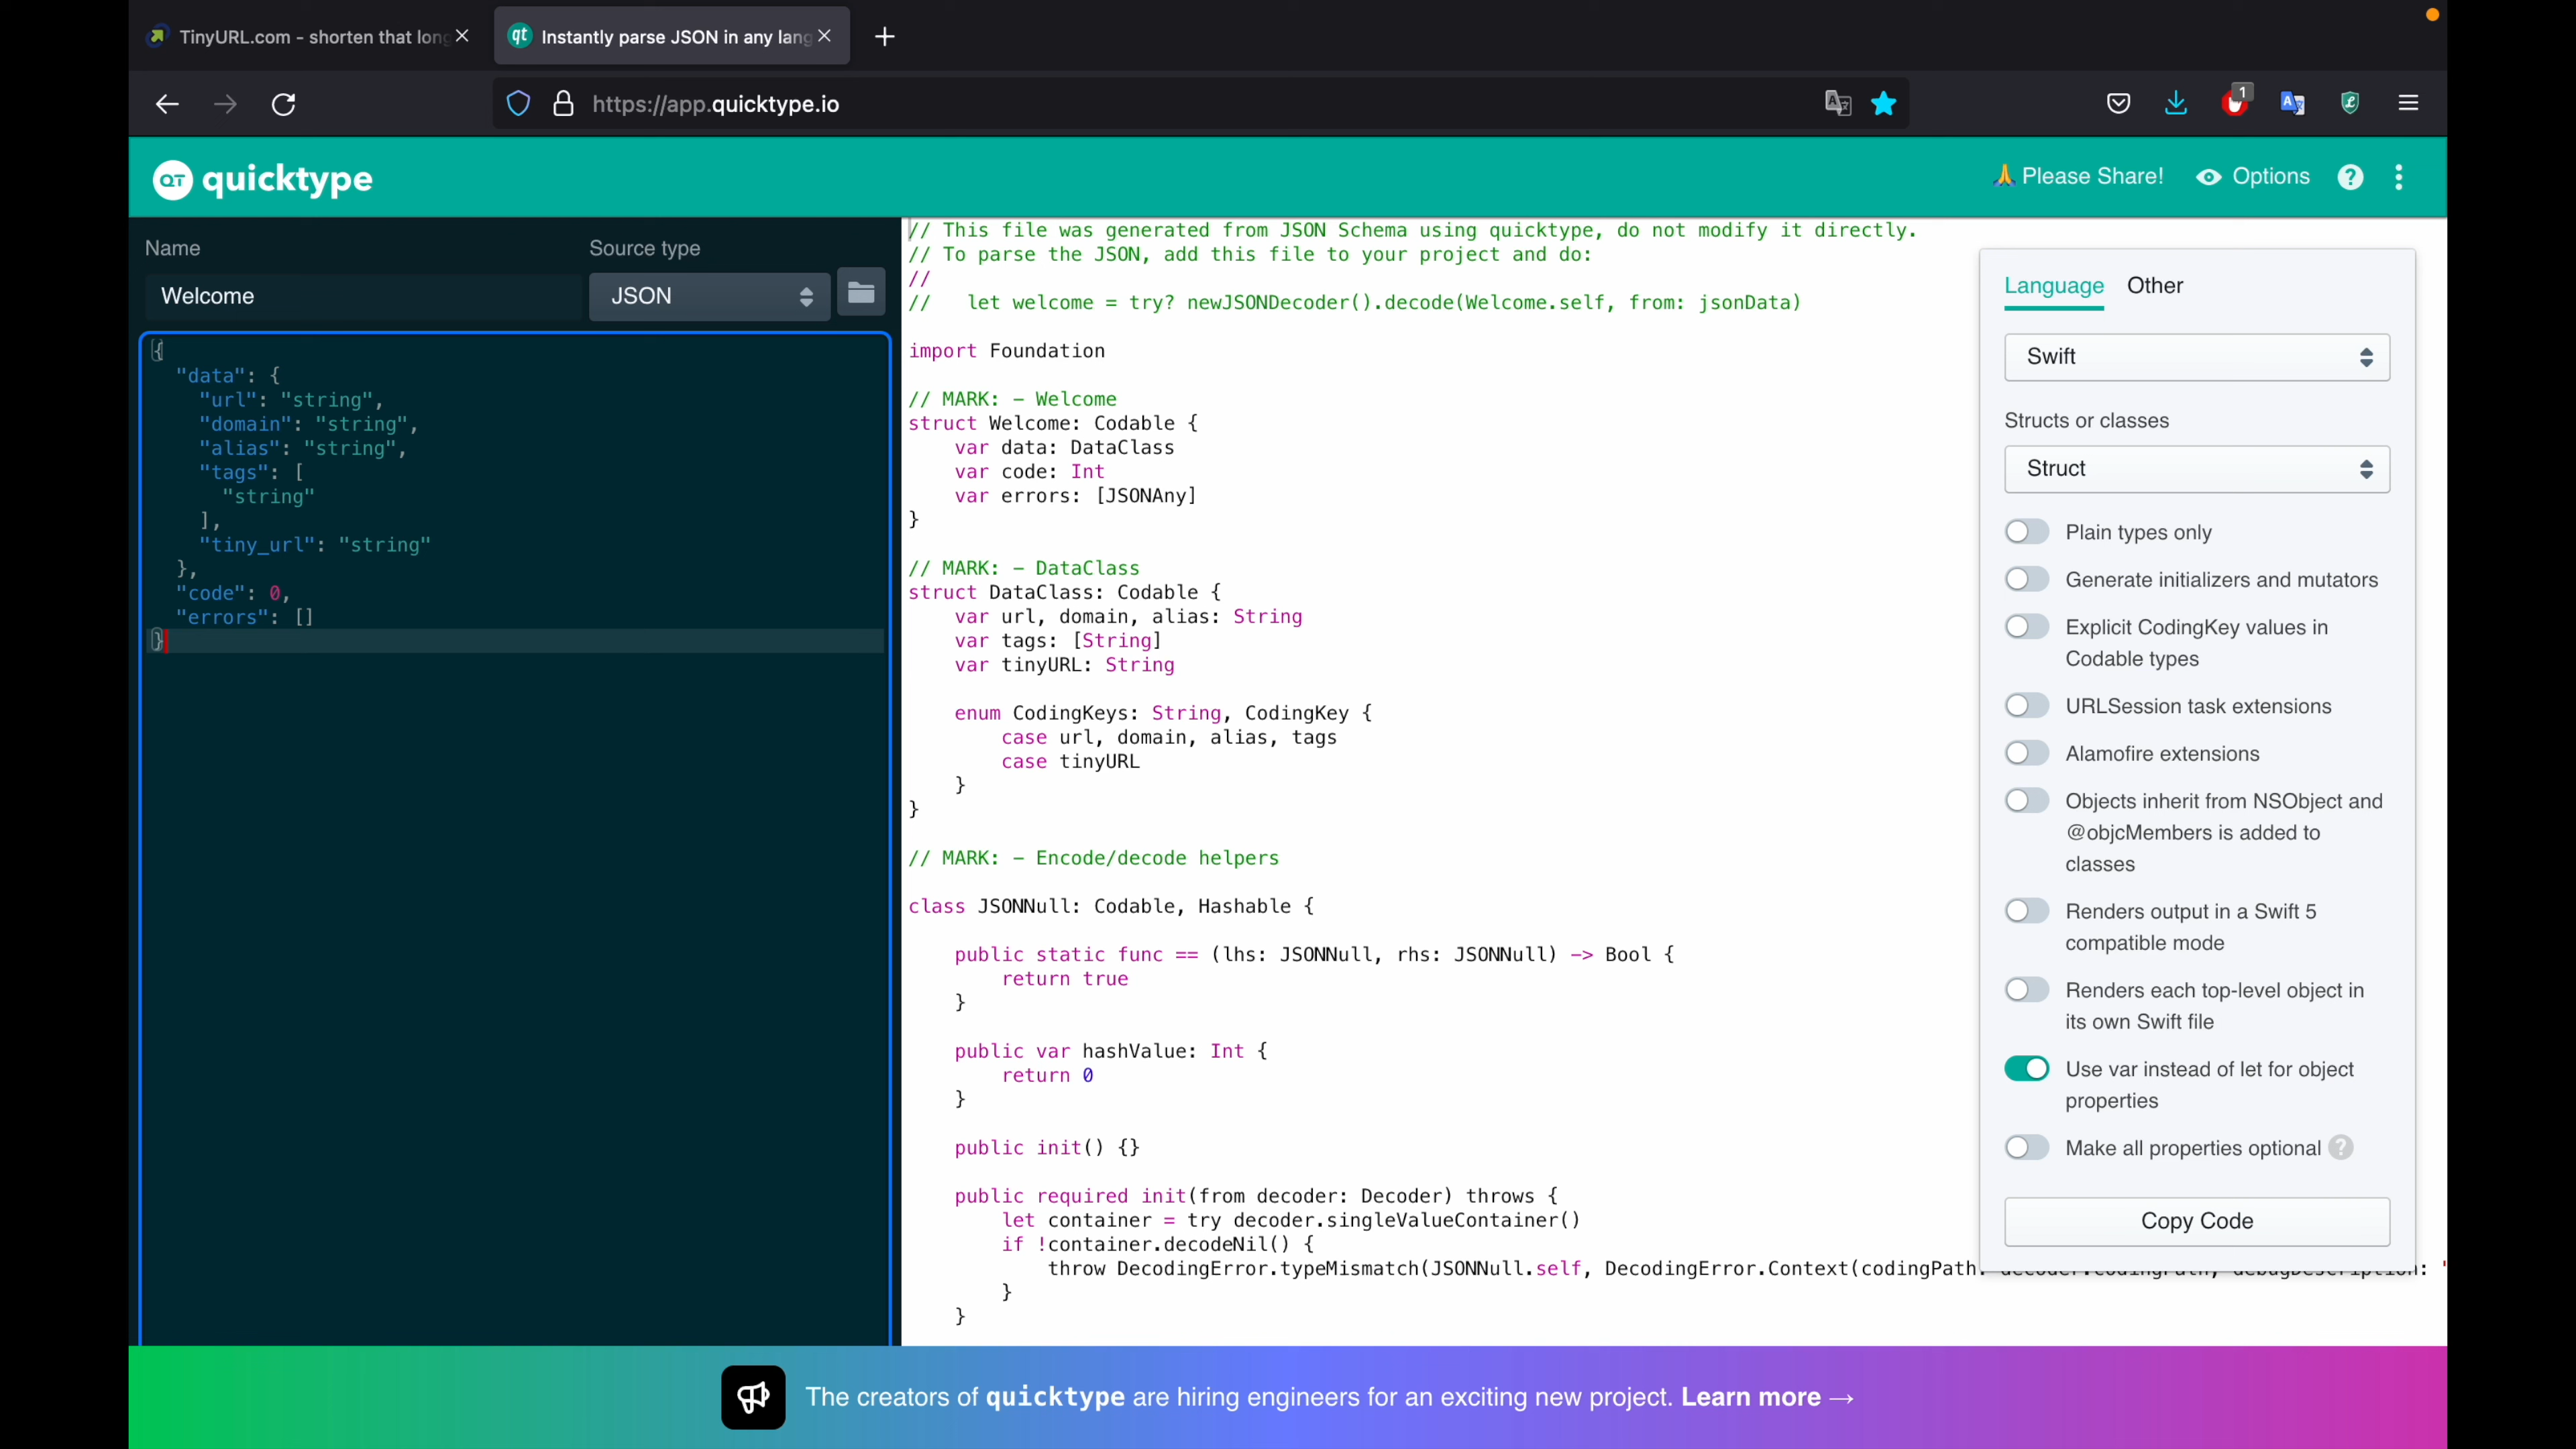 TinyURL.com - shorten that long
Instantly parse JSON in any lang
https://app.quicktype.io
1
QT quicktype
🙏 Please Share!
Options
Name
Source type
Welcome
JSON
{
"data": {
"url": "string",
"domain": "string",
"alias": "string",
"tags": [
"string"
],
"tiny_url": "string"
},
"code": 0,
"errors": []
}
// This file was generated from JSON Schema using quicktype, do not modify it directly.
// To parse the JSON, add this file to your project and do:
//
//   let welcome = try? newJSONDecoder().decode(Welcome.self, from: jsonData)
import Foundation
// MARK: - Welcome
struct Welcome: Codable {
var data: DataClass
var code: Int
var errors: [JSONAny]
}
// MARK: - DataClass
struct DataClass: Codable {
var url, domain, alias: String
var tags: [String]
var tinyURL: String
enum CodingKeys: String, CodingKey {
case url, domain, alias, tags
case tinyURL
}
}
// MARK: - Encode/decode helpers
class JSONNull: Codable, Hashable {
public static func == (lhs: JSONNull, rhs: JSONNull) -> Bool {
return true
}
public var hashValue: Int {
return 0
}
public init() {}
public required init(from decoder: Decoder) throws {
let container = try decoder.singleValueContainer()
if !container.decodeNil() {
throw DecodingError.typeMismatch(JSONNull.self, DecodingError.Context(codingPath: decoder.codingPath, debugDescription: "
}
}
Language
Other
Swift
Structs or classes
Struct
Plain types only
Generate initializers and mutators
Explicit CodingKey values in
Codable types
URLSession task extensions
Alamofire extensions
Objects inherit from NSObject and
@objcMembers is added to
classes
Renders output in a Swift 5
compatible mode
Renders each top-level object in
its own Swift file
Use var instead of let for object
properties
Make all properties optional ?
Copy Code
The creators of quicktype are hiring engineers for an exciting new project. Learn more →